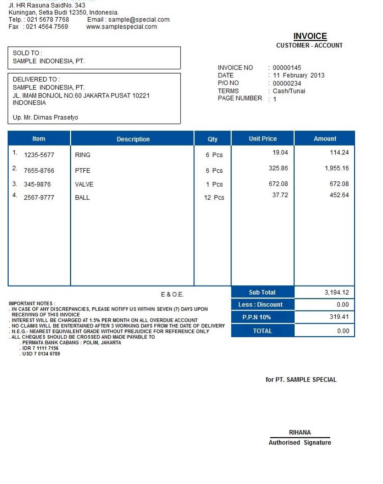 Jl. HR Rasuna SaidNo. 343
Kuningan, Setia Budi 12350, Indonesia.
Telp. : 021 5678 7768 Email : sample@special.com
Fax : 021 4564 7569 www.samplespecial.com
INVOICE
CUSTOMER - ACCOUNT
SOLD TO :
SAMPLE INDONESIA, PT.
DELIVERED TO :
SAMPLE INDONESIA, PT.
JL. IMAM BONJOL NO.60 JAKARTA PUSAT 10221
INDONESIA
Up. Mr. Dimas Prasetyo
INVOICE NO : 00000145
DATE : 11 February 2013
P/O NO : 00000234
TERMS : Cash/Tunai
PAGE NUMBER : 1
Item Description Qty Unit Price Amount
1. 1235-5677 RING 6 Pcs 19.04 114.24
2. 7655-8766 PTFE 6 Pcs 325.86 1,955.16
3. 345-9876 VALVE 1 Pcs 672.08 672.08
4. 2567-9777 BALL 12 Pcs 37.72 452.64
E & O.E.
Sub Total 3,194.12
Less : Discount 0.00
P.P.N 10% 319.41
TOTAL 0.00
IMPORTANT NOTES :
. IN CASE OF ANY DISCREPANCIES, PLEASE NOTIFY US WITHIN SEVEN (7) DAYS UPON
RECEIVING OF THIS INVOICE
. INTEREST WILL BE CHARGED AT 1.5% PER MONTH ON ALL OVERDUE ACCOUNT
. NO CLAIMS WILL BE ENTERTAINED AFTER 3 WORKING DAYS FROM THE DATE OF DELIVERY
. N.E.G.- NEAREST EQUIVALENT GRADE WITHOUT PREJUDICE FOR REFERENCE ONLY
. ALL CHEQUES SHOULD BE CROSSED AND MADE PAYABLE TO
PERMATA BANK CABANG : POLIM, JAKARTA
. IDR 7 1111 7156
. USD 7 0134 6789
for PT. SAMPLE SPECIAL
RIHANA
Authorised Signature